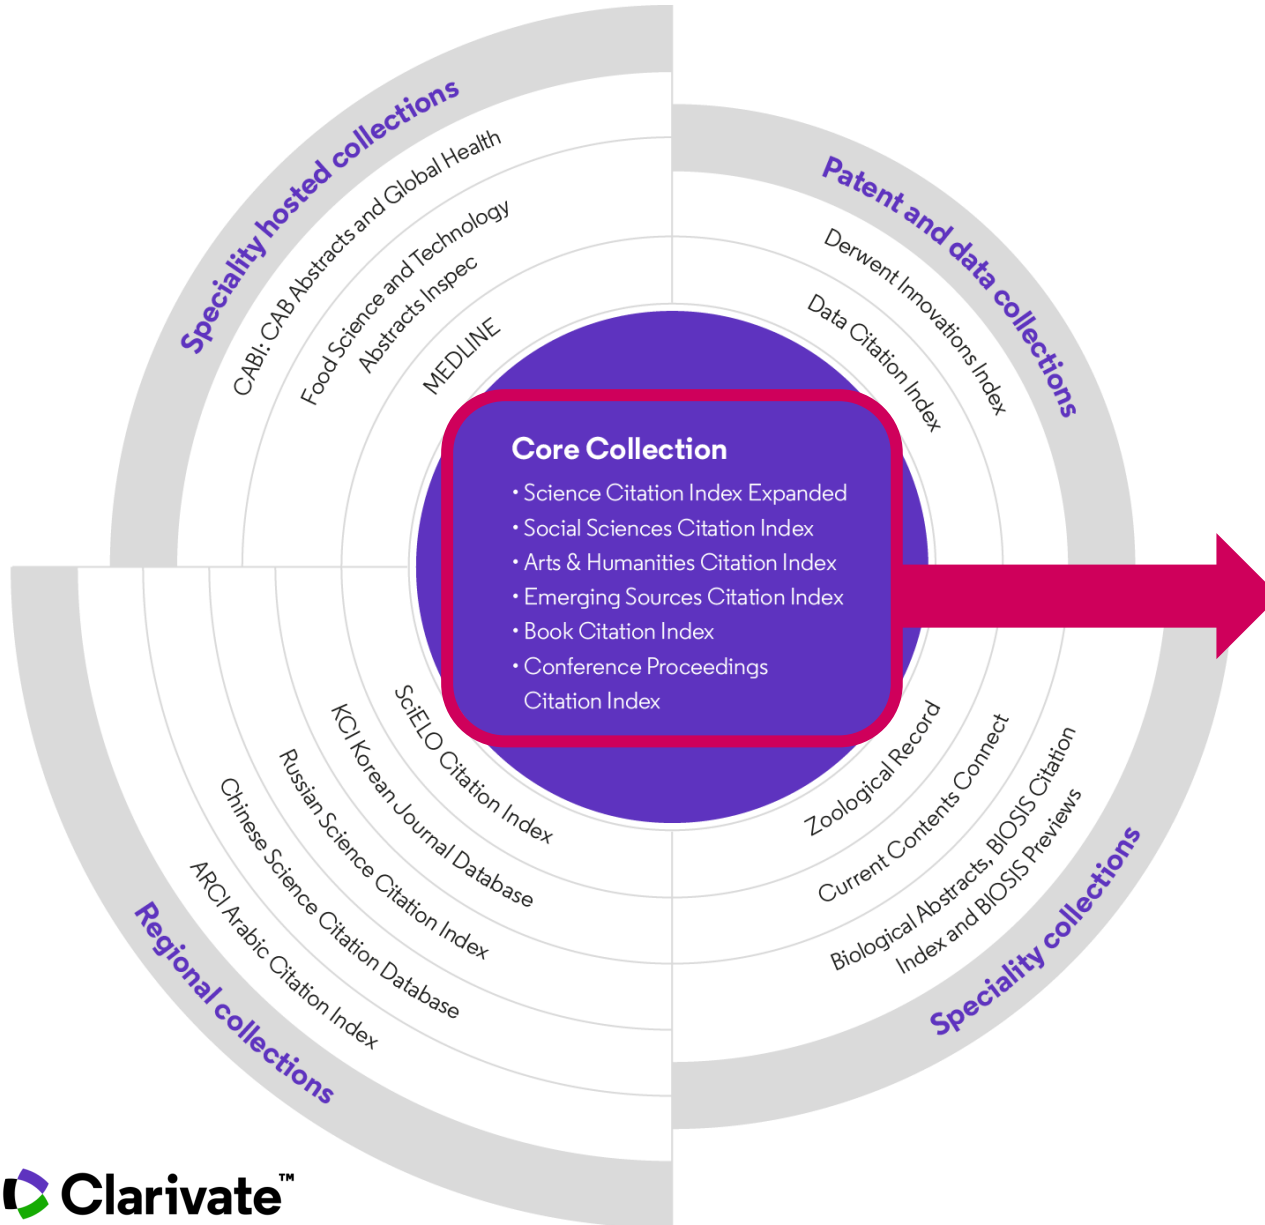 Speciality hosted collections
CABI: CAB Abstracts and Global Health
Food Science and Technology
Abstracts Inspec
MEDLINE
Patent and data collections
Derwent Innovations Index
Data Citation Index
Core Collection
• Science Citation Index Expanded
• Social Sciences Citation Index
• Arts & Humanities Citation Index
• Emerging Sources Citation Index
• Book Citation Index
• Conference Proceedings
Citation Index
SciELO Citation Index
KCI Korean Journal Database
Russian Science Citation Index
Chinese Science Citation Database
ARCI Arabic Citation Index
Regional collections
Zoological Record
Current Contents Connect
Biological Abstracts, BIOSIS Citation
Index and BIOSIS Previews
Speciality collections
Clarivate™